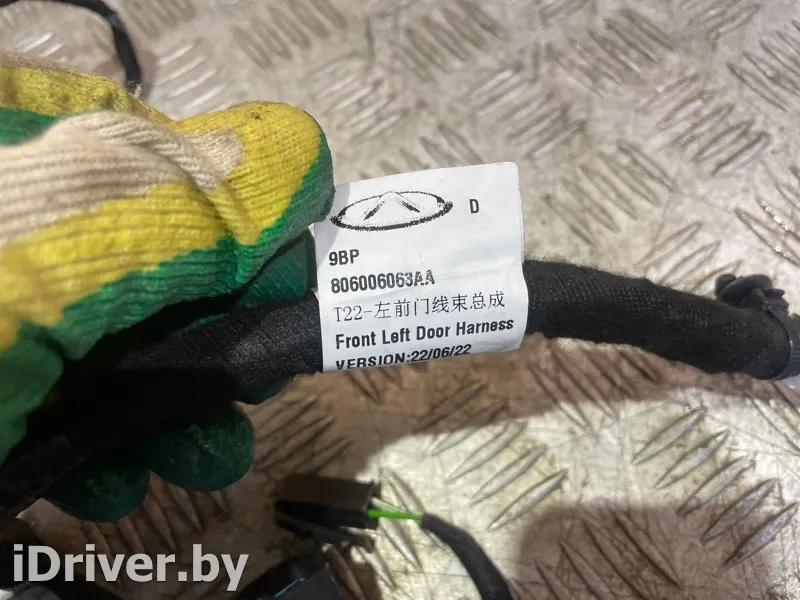 D
9BP
806006063AA
T22-左前门线束总成
Front Left Door Harness
VERSION:22/06/22
iDriver.by